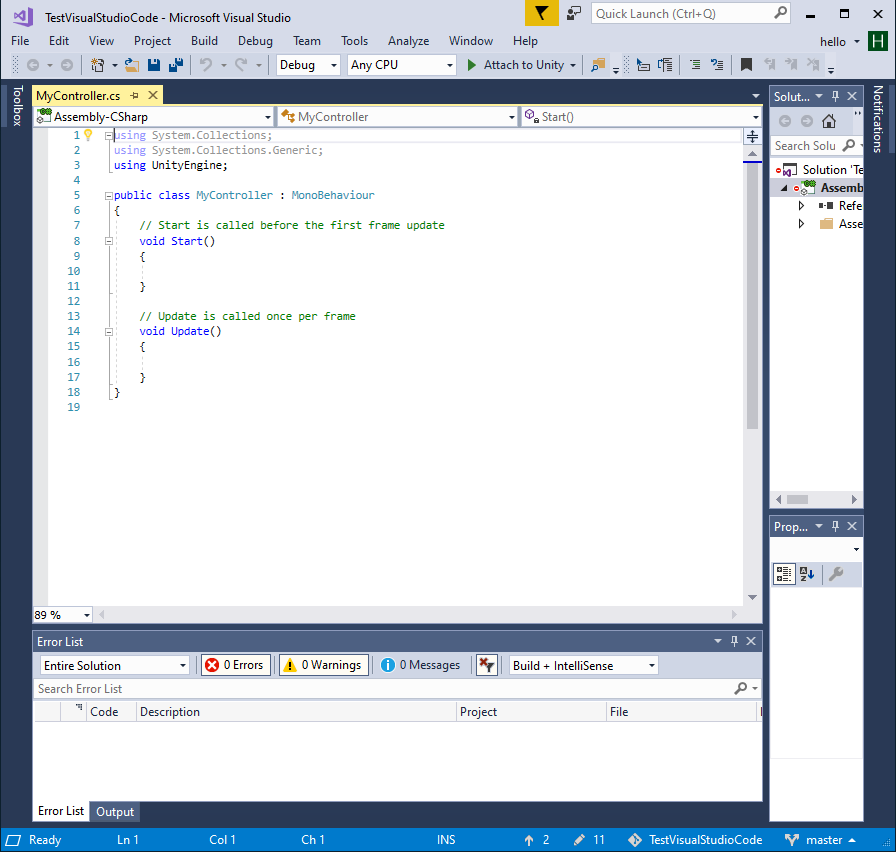 TestVisualStudioCode - Microsoft Visual Studio
Quick Launch (Ctrl+Q)
File Edit View Project Build Debug Team Tools Analyze Window Help
hello
H
Debug
Any CPU
Attach to Unity
Toolbox
MyController.cs
Assembly-CSharp
MyController
Start()
1 using System.Collections;
2 using System.Collections.Generic;
3 using UnityEngine;
4
5 public class MyController : MonoBehaviour
6 {
7 // Start is called before the first frame update
8 void Start()
9 {
10
11 }
12
13 // Update is called once per frame
14 void Update()
15 {
16
17 }
18 }
19
89 %
Solut...
Search Solu
Solution 'Te
Assemb
Refe
Asse
Notifications
Prop...
Error List
Entire Solution
0 Errors
0 Warnings
0 Messages
Build + IntelliSense
Search Error List
Code Description Project File
Error List Output
Ready Ln 1 Col 1 Ch 1 INS 2 11 TestVisualStudioCode master